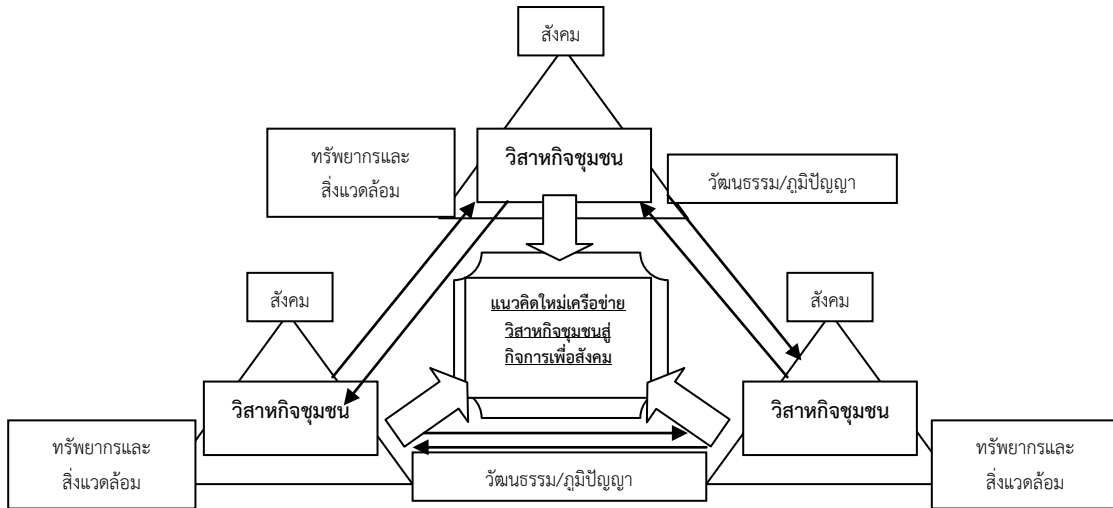 สังคม
ทรัพยากรและ
สิ่งแวดล้อม
วิสาหกิจชุมชน
วัฒนธรรม/ภูมิปัญญา
สังคม
แนวคิดใหม่เครือข่าย
วิสาหกิจชุมชนสู่
กิจการเพื่อสังคม
สังคม
วิสาหกิจชุมชน
วิสาหกิจชุมชน
ทรัพยากรและ
สิ่งแวดล้อม
วัฒนธรรม/ภูมิปัญญา
ทรัพยากรและ
สิ่งแวดล้อม